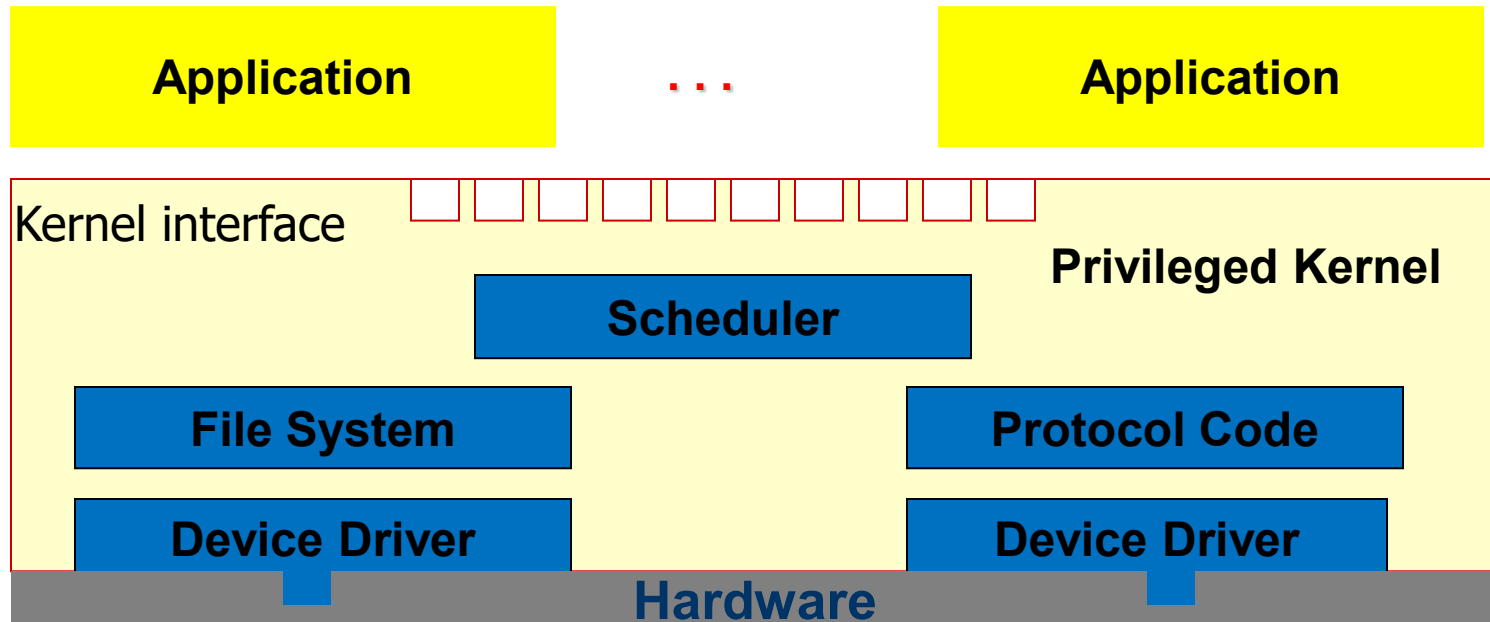 Application
. . .
Application
Kernel interface
Privileged Kernel
Scheduler
File System
Protocol Code
Device Driver
Device Driver
Hardware